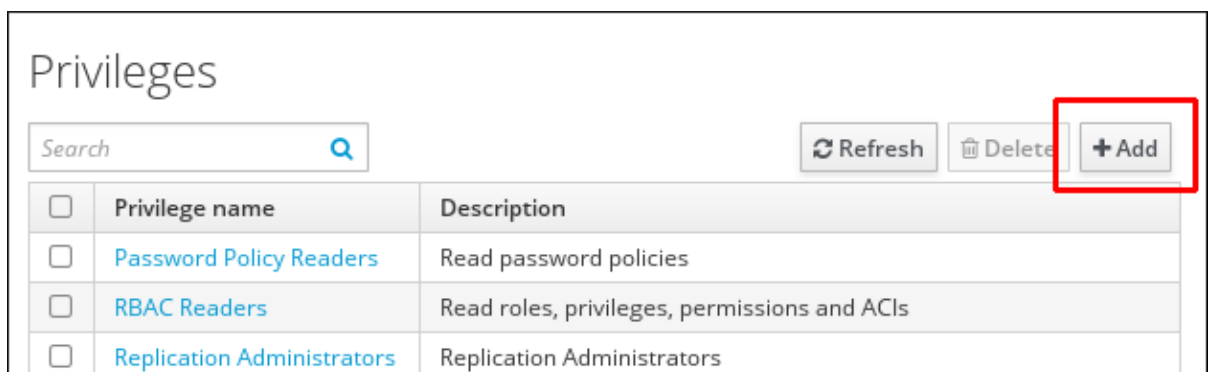 Privileges
Search Refresh Delete Add
Privilege name Description
Password Policy Readers Read password policies
RBAC Readers Read roles, privileges, permissions and ACIs
Replication Administrators Replication Administrators